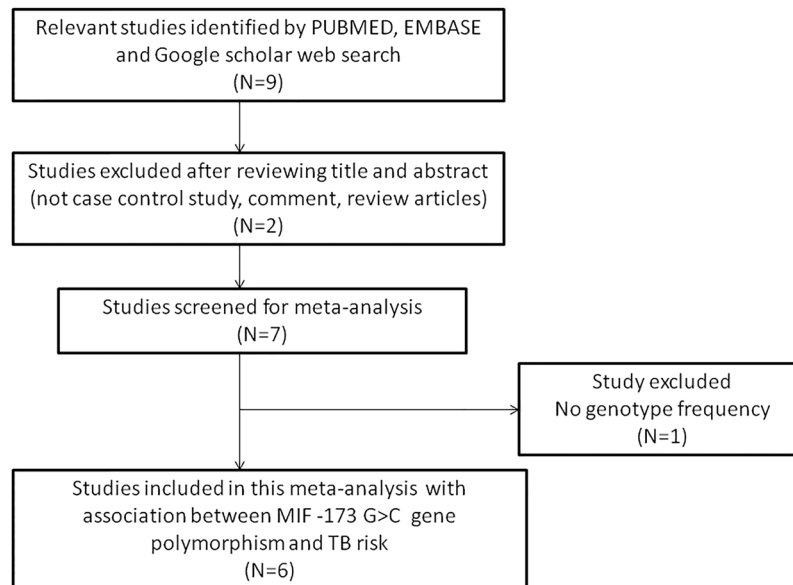 Relevant studies identified by PUBMED, EMBASE
and Google scholar web search
(N=9)
Studies excluded after reviewing title and abstract
(not case control study, comment, review articles)
(N=2)
Studies screened for meta-analysis
(N=7)
Study excluded
No genotype frequency
(N=1)
Studies included in this meta-analysis with
association between MIF -173 G>C gene
polymorphism and TB risk
(N=6)